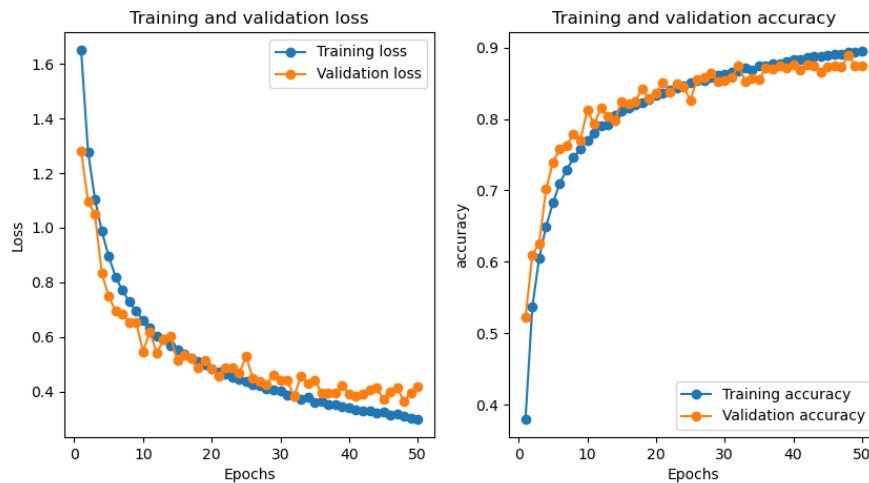 Training and validation loss
1.6
1.4
1.2
1.0
0.8
0.6
0.4
Loss
0
10
20
30
40
50
Epochs
Training loss
Validation loss
Training and validation accuracy
0.9
0.8
0.7
0.6
0.5
0.4
accuracy
0
10
20
30
40
50
Epochs
Training accuracy
Validation accuracy